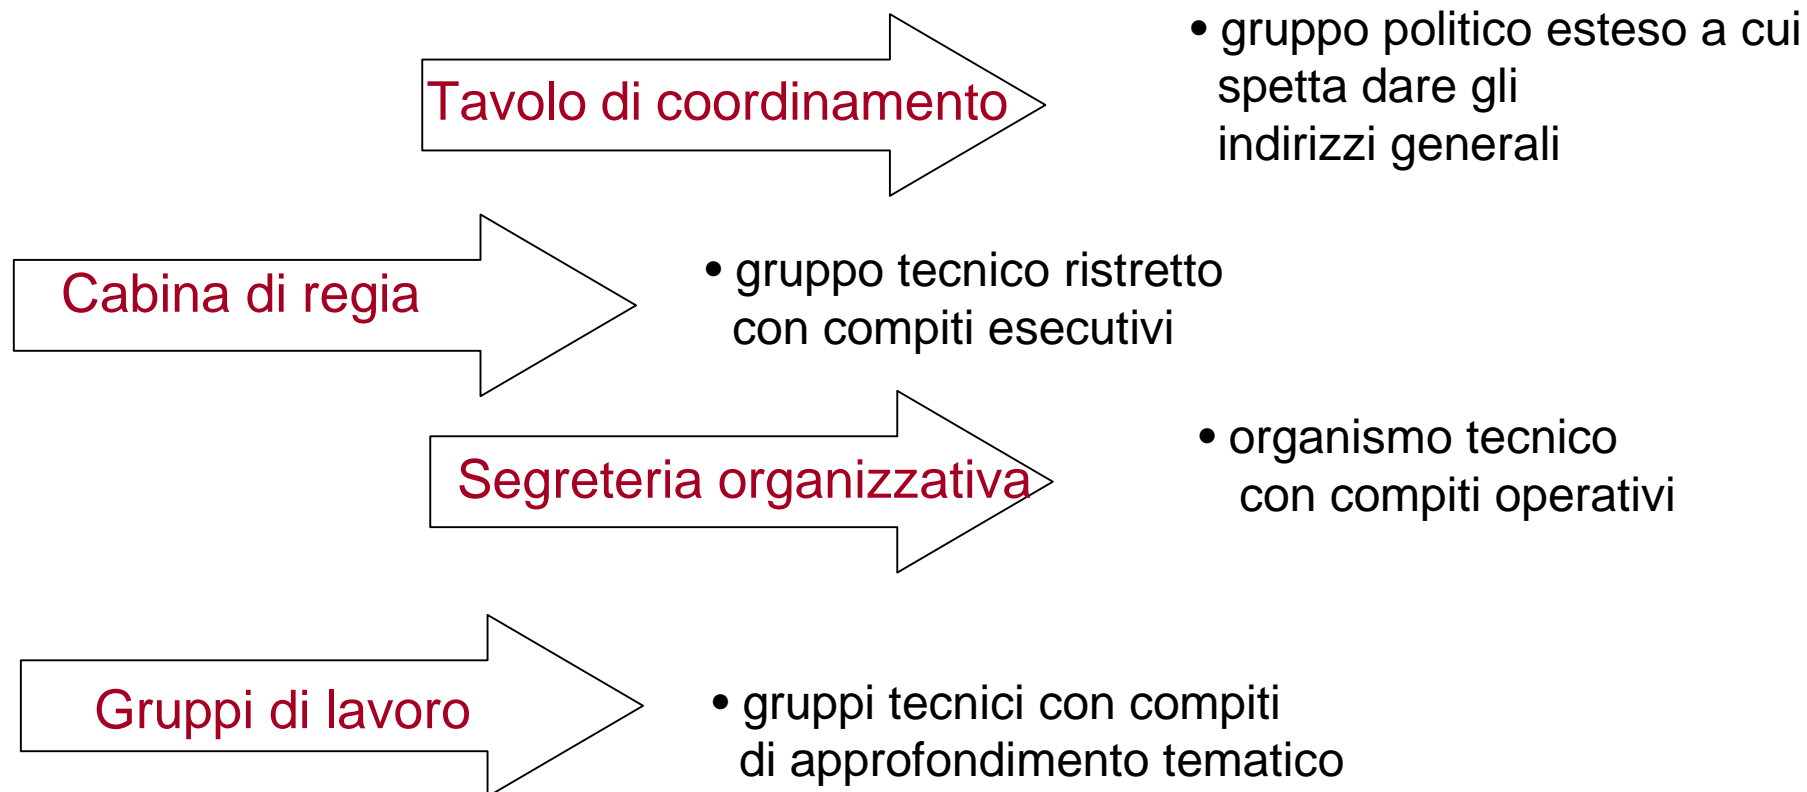 Tavolo di coordinamento
• gruppo politico esteso a cui
spetta dare gli
indirizzi generali
Cabina di regia
• gruppo tecnico ristretto
con compiti esecutivi
Segreteria organizzativa
• organismo tecnico
con compiti operativi
Gruppi di lavoro
• gruppi tecnici con compiti
di approfondimento tematico